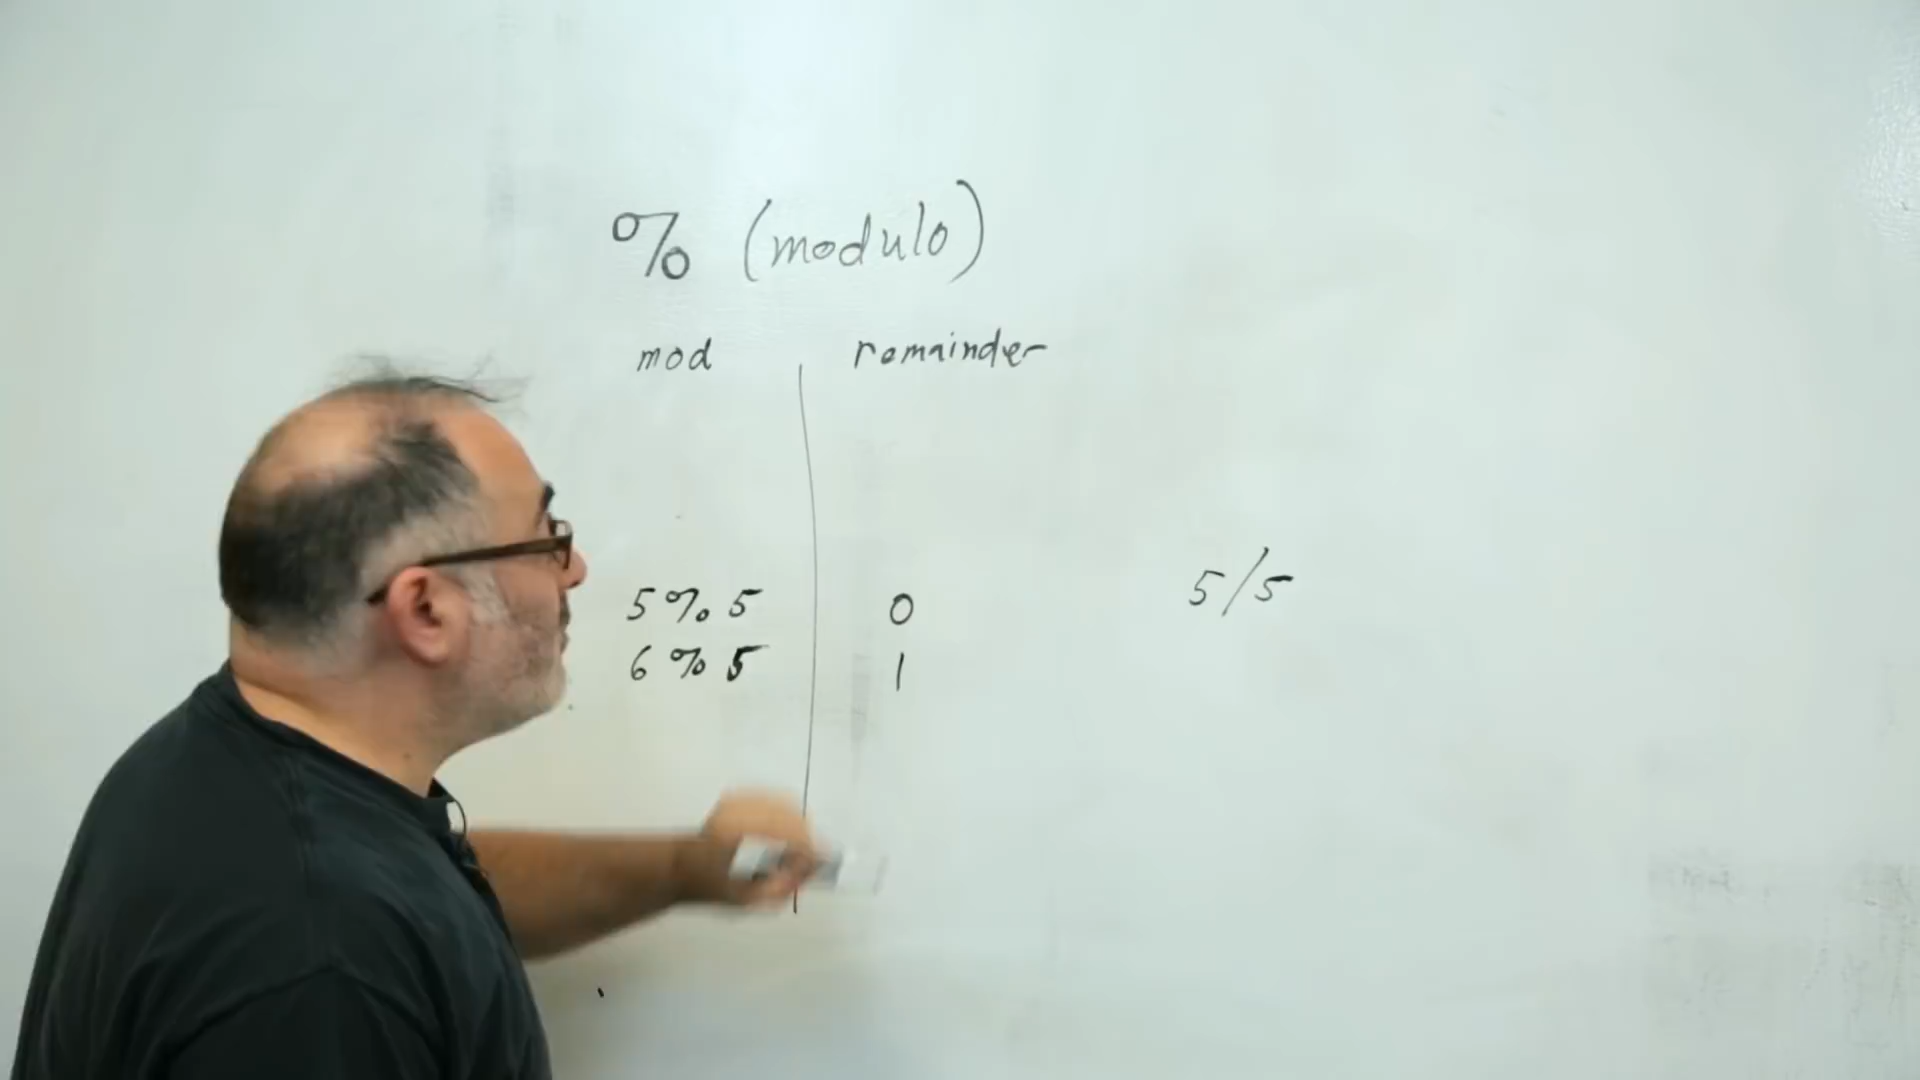 % (modulo)
mod remainder
5 % 5 0 5/5
6 % 5 1